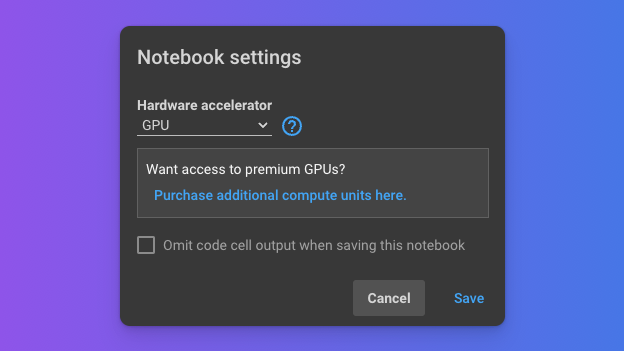 Notebook settings
Hardware accelerator
GPU
?
Want access to premium GPUs?
Purchase additional compute units here.
Omit code cell output when saving this notebook
Cancel Save